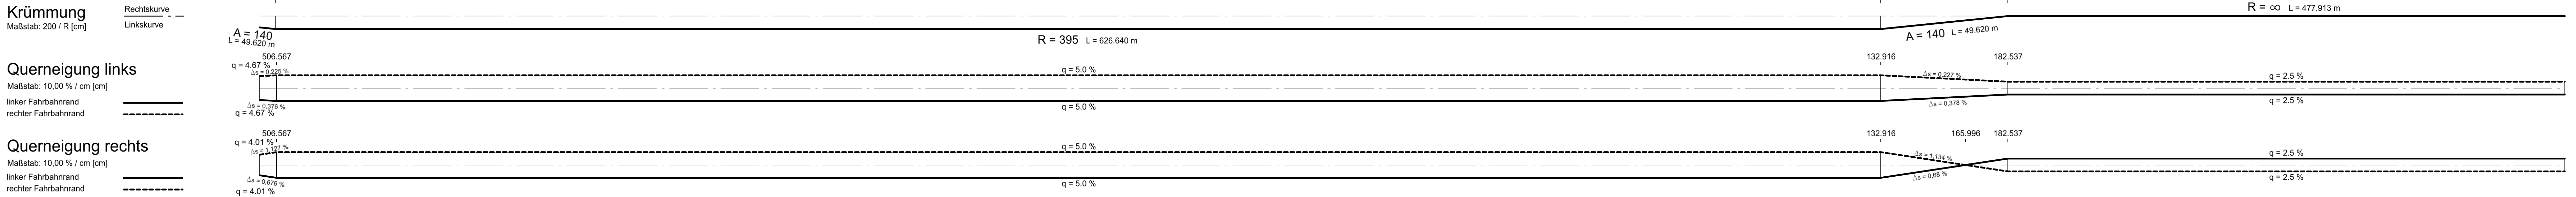 Krümmung
Maßstab: 200 / R [cm]
Rechtskurve
Linkskurve
A = 140
L = 49.620 m
R = 395 L = 626.640 m
A = 140 L = 49.620 m
R = ∞ L = 477.913 m
Querneigung links
Maßstab: 10,00 % / cm [cm]
linker Fahrbahnrand
rechter Fahrbahnrand
506.567
132.916
182.537
q = 4.67 %
Δs = 0,225 %
q = 5.0 %
Δs = 0,227 %
q = 2.5 %
Δs = 0,376 %
q = 4.67 %
q = 5.0 %
Δs = 0,378 %
q = 2.5 %
Querneigung rechts
Maßstab: 10,00 % / cm [cm]
linker Fahrbahnrand
rechter Fahrbahnrand
506.567
132.916
165.996
182.537
q = 4.01 %
Δs = 1,127 %
q = 5.0 %
Δs = 1,134 %
q = 2.5 %
Δs = 0,676 %
q = 4.01 %
q = 5.0 %
Δs = 0,68 %
q = 2.5 %